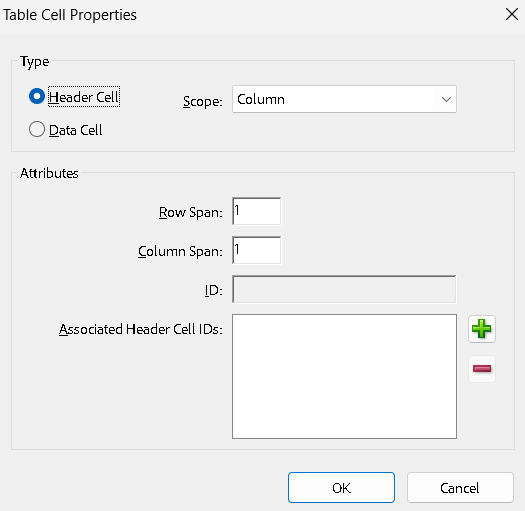 Table Cell Properties
Type
Header Cell
Scope:
Column
Data Cell
Attributes
Row Span:
1
Column Span:
1
ID:
Associated Header Cell IDs:
OK
Cancel